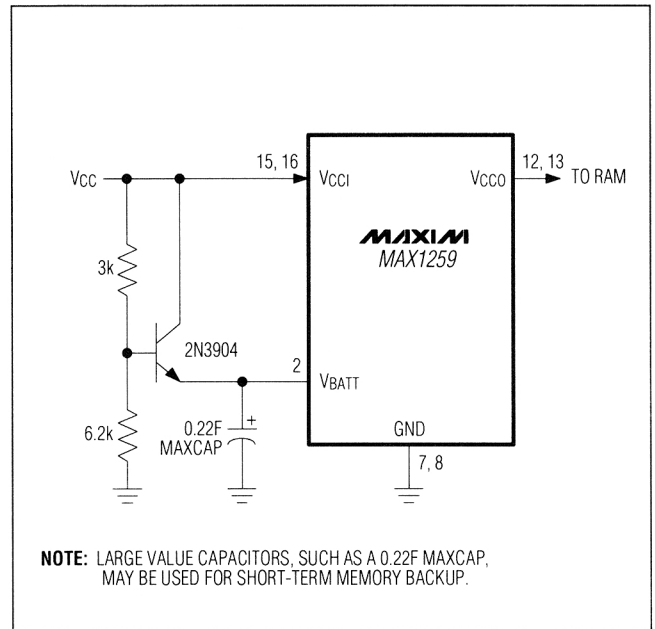 VCC
15, 16
VCCI
VCCO
12, 13
TO RAM
MAXIM
MAX1259
3k
2N3904
2
VBATT
6.2k
0.22F
MAXCAP
+
GND
7, 8
NOTE: LARGE VALUE CAPACITORS, SUCH AS A 0.22F MAXCAP,
MAY BE USED FOR SHORT-TERM MEMORY BACKUP.